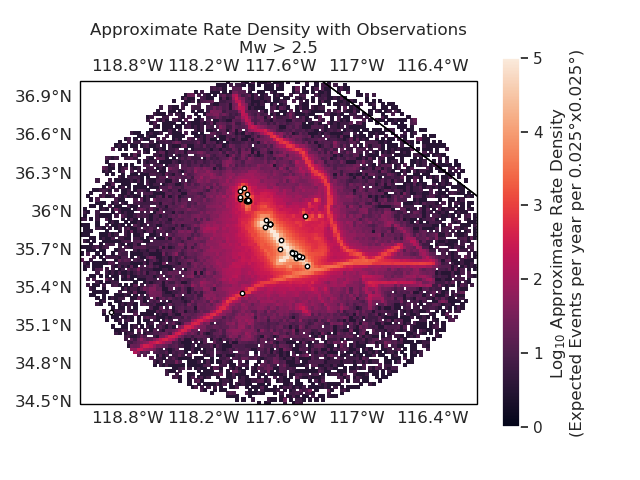 Approximate Rate Density with Observations
Mw > 2.5
118.8°W 118.2°W 117.6°W 117°W 116.4°W
36.9°N
36.6°N
36.3°N
36°N
35.7°N
35.4°N
35.1°N
34.8°N
34.5°N
118.8°W 118.2°W 117.6°W 117°W 116.4°W
5
4
3
2
1
0
Log₁₀ Approximate Rate Density
(Expected Events per year per 0.025°x0.025°)